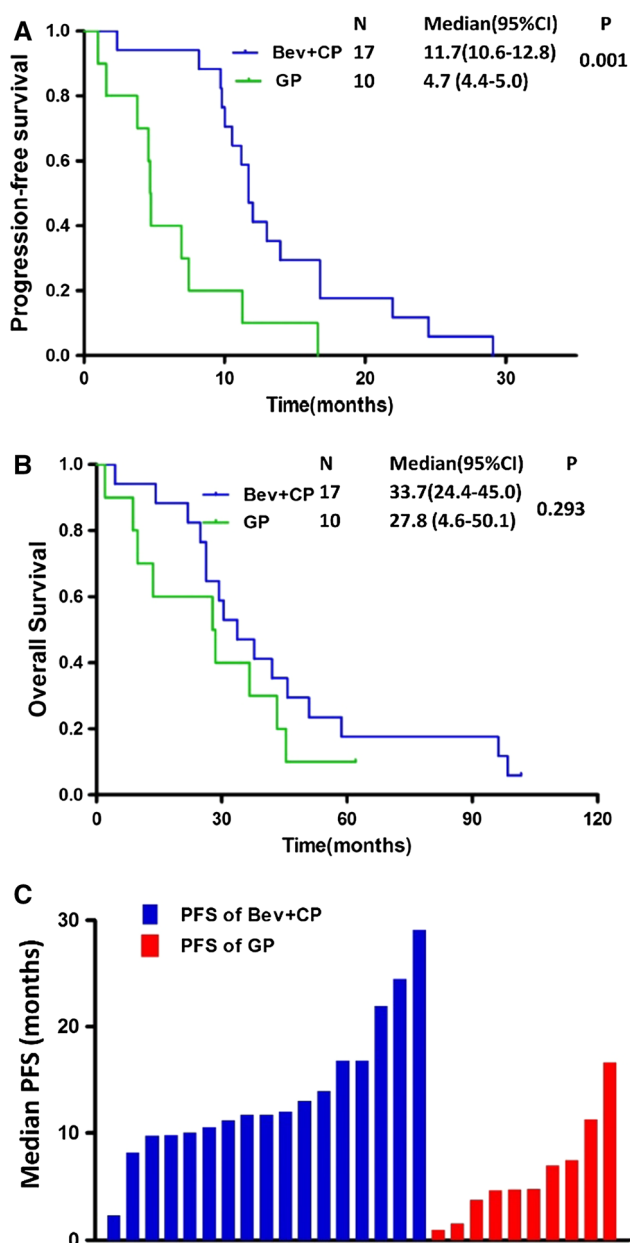 A
N Median(95%CI) P
Bev+CP 17 11.7(10.6-12.8)
0.001
GP 10 4.7 (4.4-5.0)
Progression-free survival
1.0
0.8
0.6
0.4
0.2
0.0
0 10 20 30
Time(months)
B
N Median(95%CI) P
Bev+CP 17 33.7(24.4-45.0)
0.293
GP 10 27.8 (4.6-50.1)
Overall Survival
1.0
0.8
0.6
0.4
0.2
0.0
0 30 60 90 120
Time(months)
C
PFS of Bev+CP
PFS of GP
Median PFS (months)
30
20
10
0